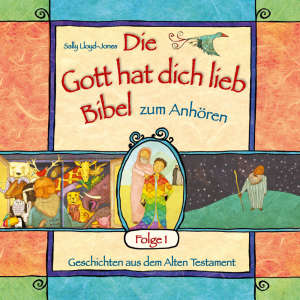 Sally Lloyd-Jones
Die
Gott hat dich lieb
Bibel zum Anhören
Folge 1
Geschichten aus dem Alten Testament